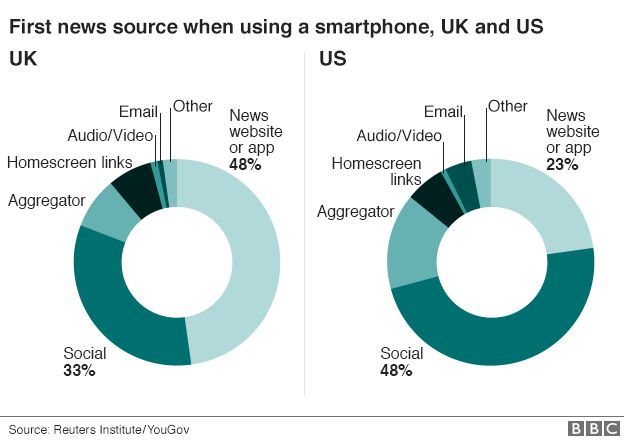 First news source when using a smartphone, UK and US
UK
Email
Other
Audio/Video
Homescreen links
Aggregator
News
website
or app
48%
Social
33%
US
Other
Email
Audio/Video
Homescreen
links
Aggregator
News
website
or app
23%
Social
48%
Source: Reuters Institute/YouGov
BBC